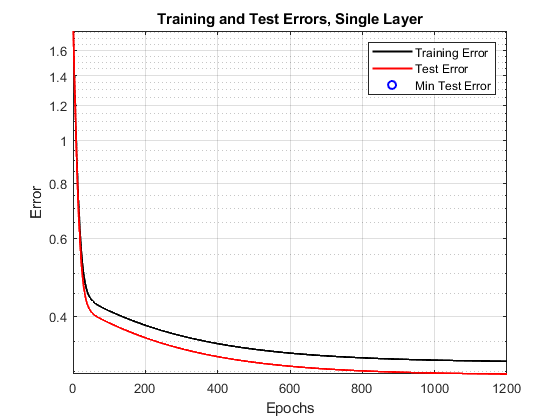 Training and Test Errors, Single Layer
Training Error
Test Error
Min Test Error
1.6
1.4
1.2
1
0.8
0.6
0.4
Error
0 200 400 600 800 1000 1200
Epochs